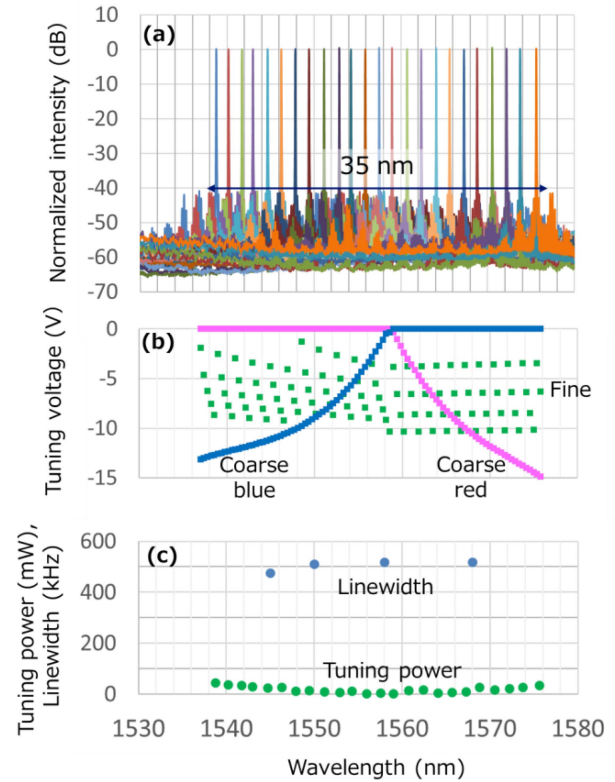 (a)
Normalized intensity (dB)
10
0
-10
-20
-30
-40
-50
-60
-70
35 nm
(b)
Tuning voltage (V)
0
-5
-10
-15
Fine
Coarse
blue
Coarse
red
(c)
Tuning power (mW),
Linewidth (kHz)
600
400
200
0
Linewidth
Tuning power
1530 1540 1550 1560 1570 1580
Wavelength (nm)